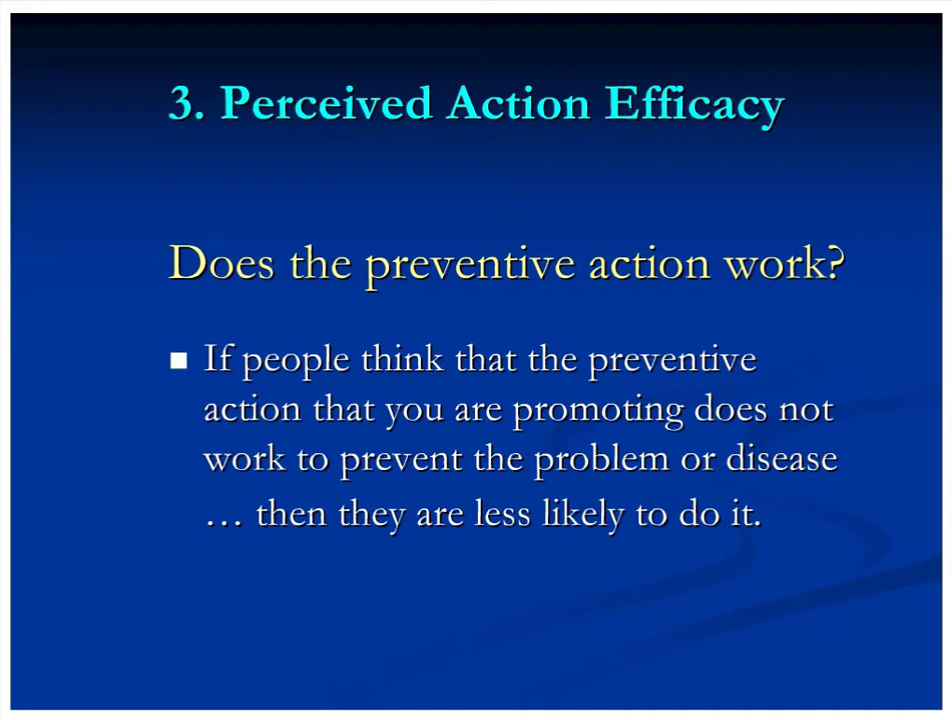 3. Perceived Action Efficacy
Does the preventive action work?
If people think that the preventive
action that you are promoting does not
work to prevent the problem or disease
… then they are less likely to do it.